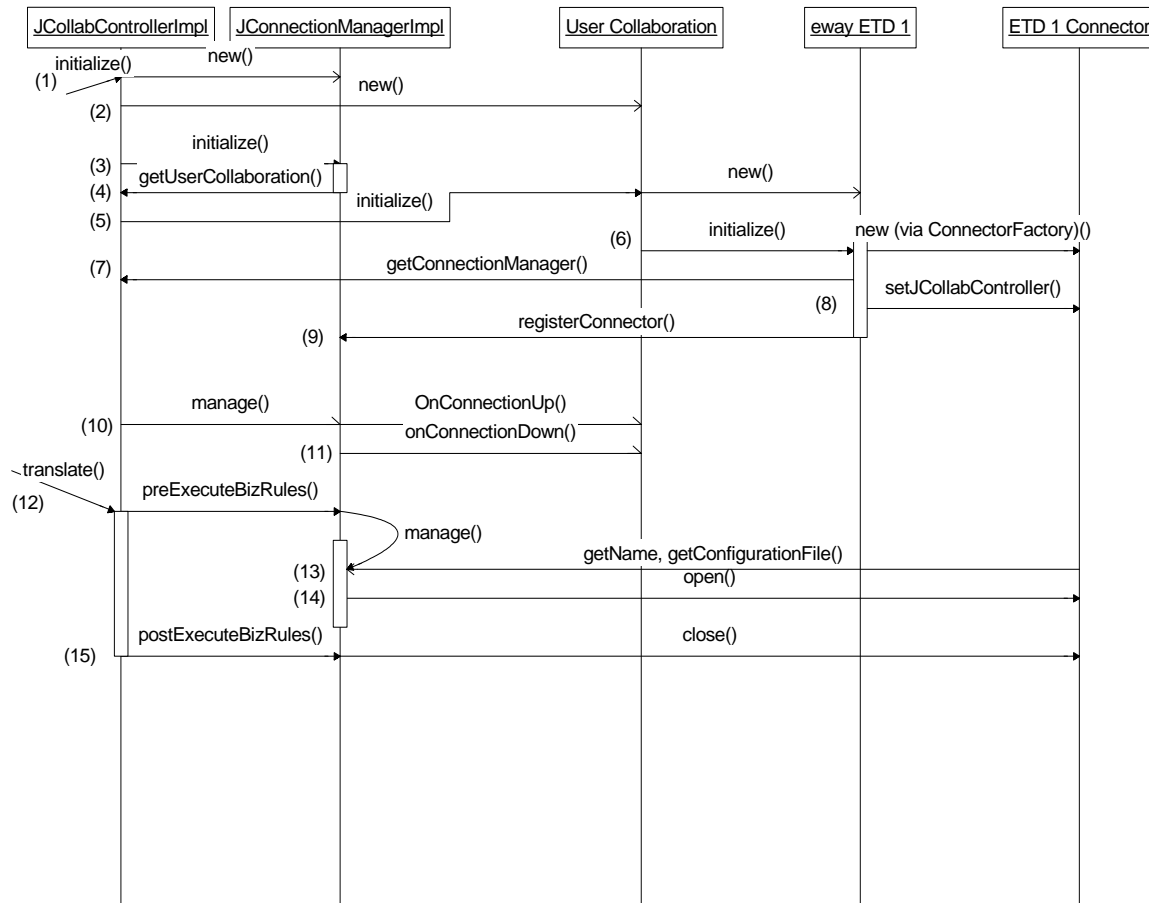 JCollabControllerImpl
JConnectionManagerImpl
User Collaboration
eway ETD 1
ETD 1 Connector
new()
initialize()
(1)
new()
(2)
initialize()
(3)
getUserCollaboration()
(4)
new()
initialize()
(5)
(6)
initialize()
new (via ConnectorFactory)()
getConnectionManager()
(7)
setJCollabController()
(8)
registerConnector()
(9)
manage()
OnConnectionUp()
(10)
onConnectionDown()
(11)
translate()
(12)
preExecuteBizRules()
manage()
getName, getConfigurationFile()
(13)
open()
(14)
postExecuteBizRules()
close()
(15)